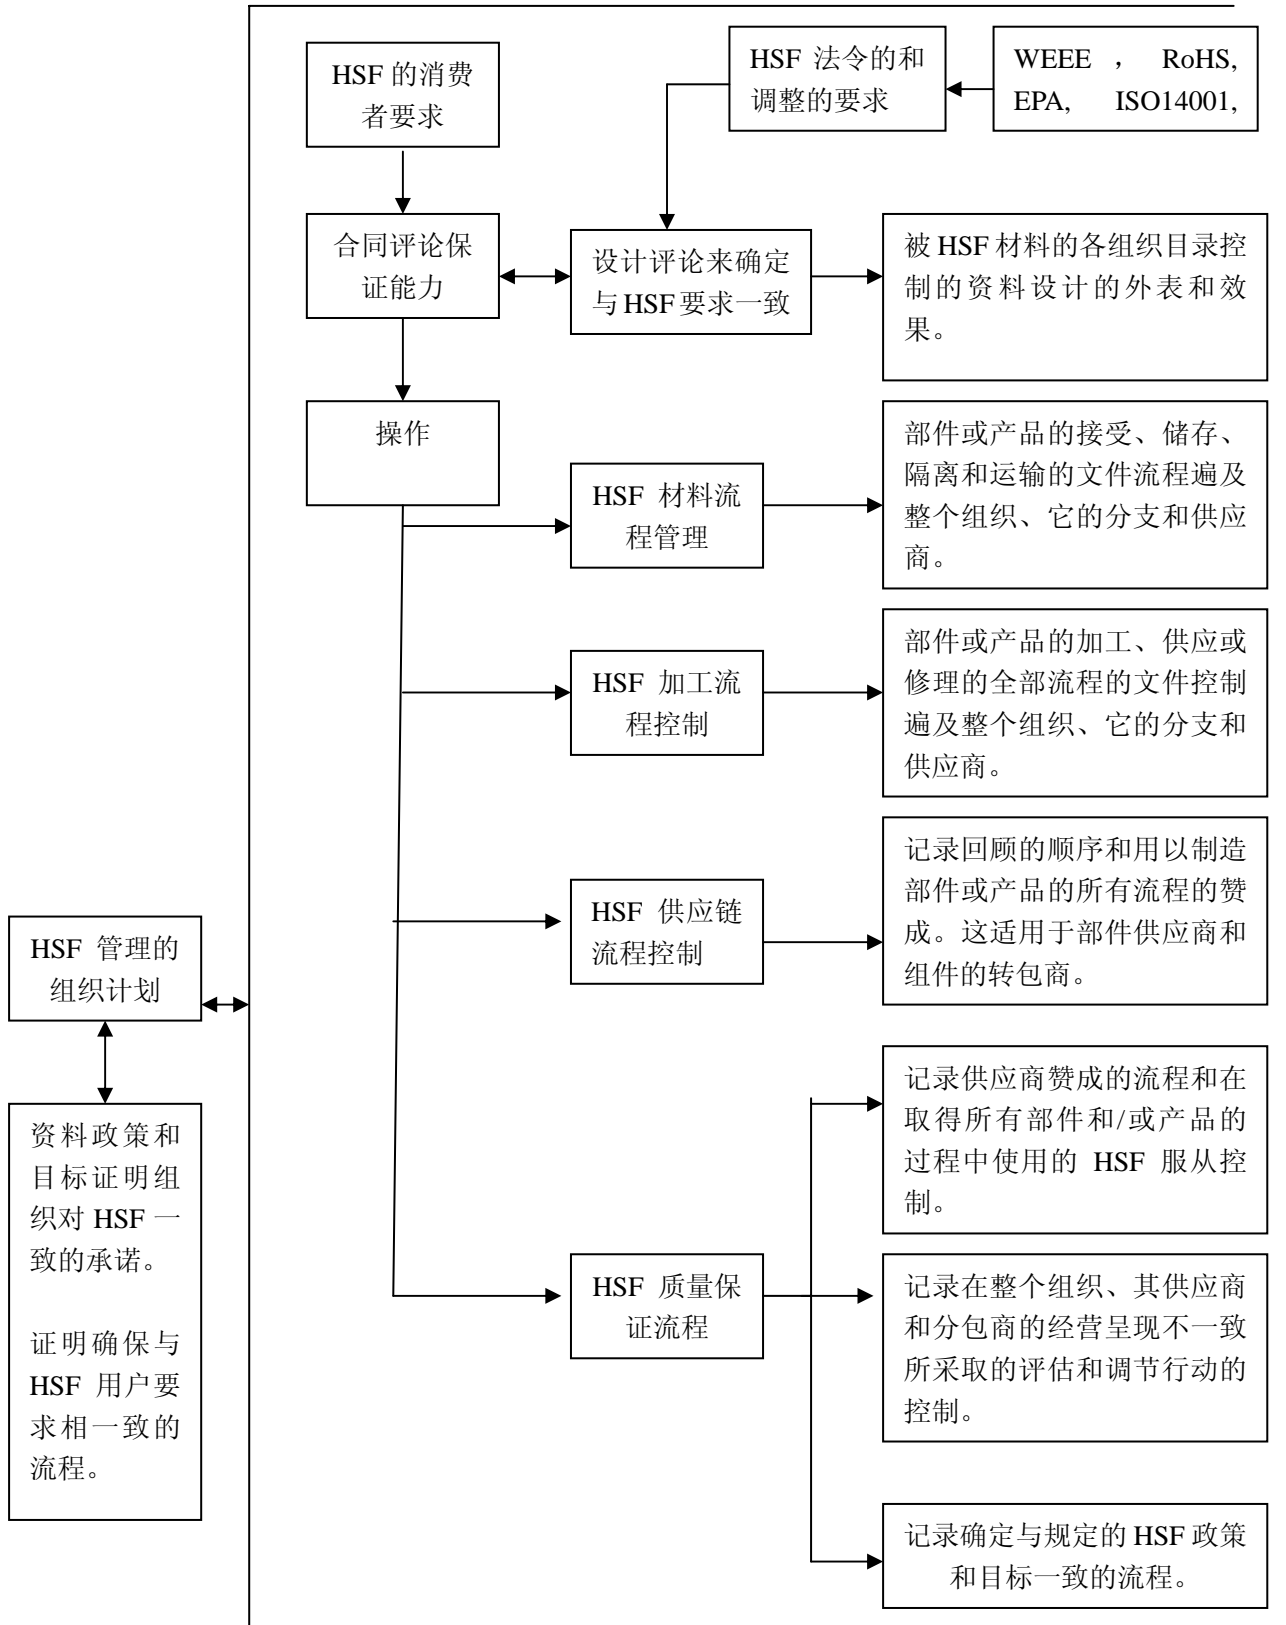 HSF 的消费
者要求
HSF 法令的和
调整的要求
WEEE ， RoHS,
EPA, ISO14001,
合同评论保
证能力
设计评论来确定
与 HSF 要求一致
被 HSF 材料的各组织目录控
制的资料设计的外表和效
果。
操作
HSF 材料流
程管理
部件或产品的接受、储存、
隔离和运输的文件流程遍及
整个组织、它的分支和供应
商。
HSF 加工流
程控制
部件或产品的加工、供应或
修理的全部流程的文件控制
遍及整个组织、它的分支和
供应商。
HSF 供应链
流程控制
记录回顾的顺序和用以制造
部件或产品的所有流程的赞
成。这适用于部件供应商和
组件的转包商。
HSF 管理的
组织计划
资料政策和
目标证明组
织对 HSF 一
致的承诺。
证明确保与
HSF 用户要
求相一致的
流程。
HSF 质量保
证流程
记录供应商赞成的流程和在
取得所有部件和/或产品的
过程中使用的 HSF 服从控
制。
记录在整个组织、其供应商
和分包商的经营呈现不一致
所采取的评估和调节行动的
控制。
记录确定与规定的 HSF 政策
和目标一致的流程。